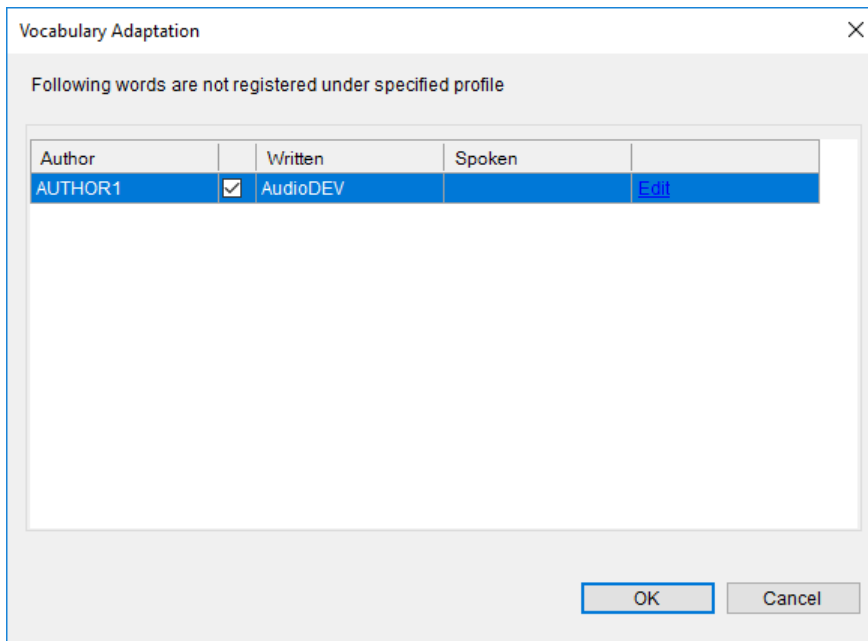 Vocabulary Adaptation
Following words are not registered under specified profile
Author Written Spoken
AUTHOR1 AudioDEV Edit
OK Cancel